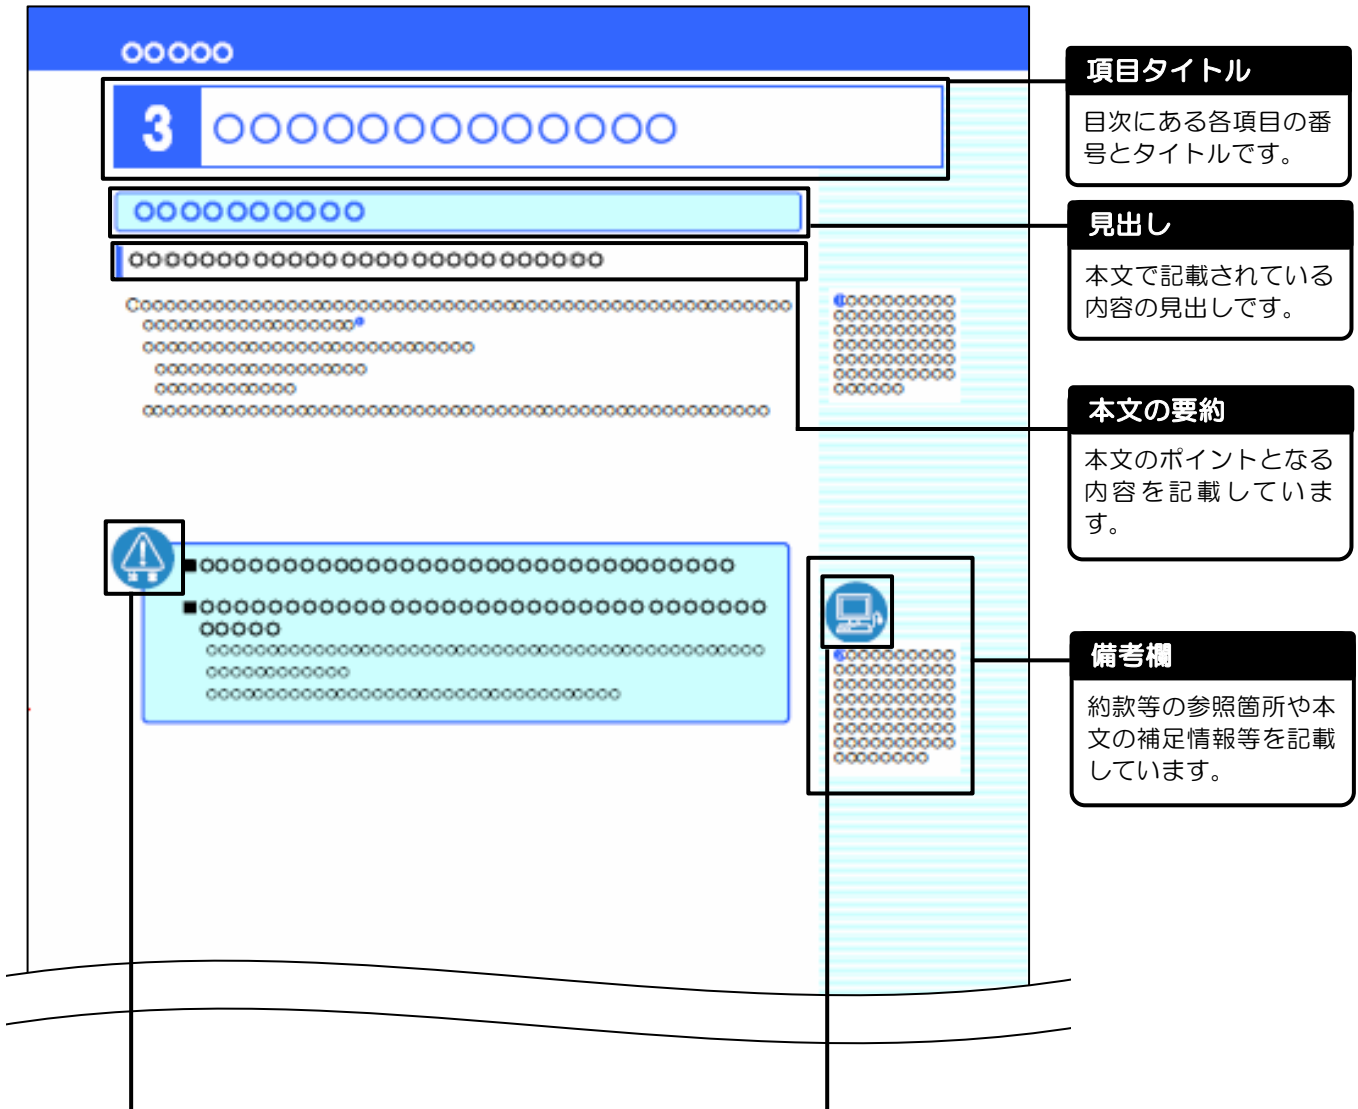 ○○○○○
3 ○○○○○○○○○○○○○
○○○○○○○○○○
項目タイトル
目次にある各項目の番
号とタイトルです。
見出し
本文で記載されている
内容の見出しです。
本文の要約
本文のポイントとなる
内容を記載していま
す。
備考欄
約款等の参照箇所や本
文の補足情報等を記載
しています。